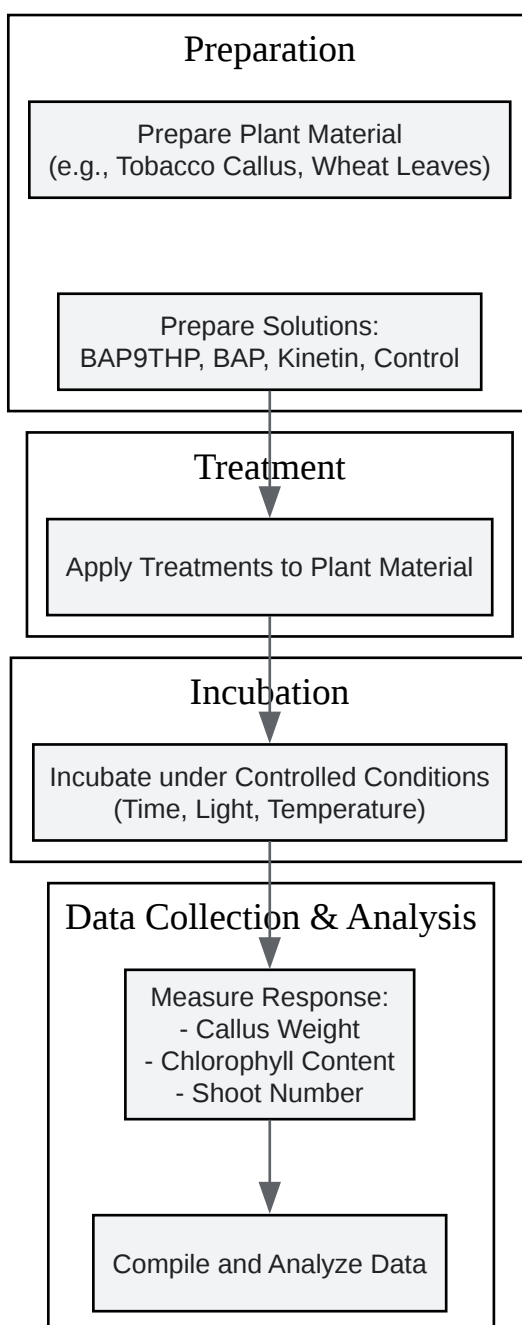 Preparation
Prepare Plant Material
(e.g., Tobacco Callus, Wheat Leaves)
Prepare Solutions:
BAP9THP, BAP, Kinetin, Control
Treatment
Apply Treatments to Plant Material
Incubation
Incubate under Controlled Conditions
(Time, Light, Temperature)
Data Collection & Analysis
Measure Response:
- Callus Weight
- Chlorophyll Content
- Shoot Number
Compile and Analyze Data